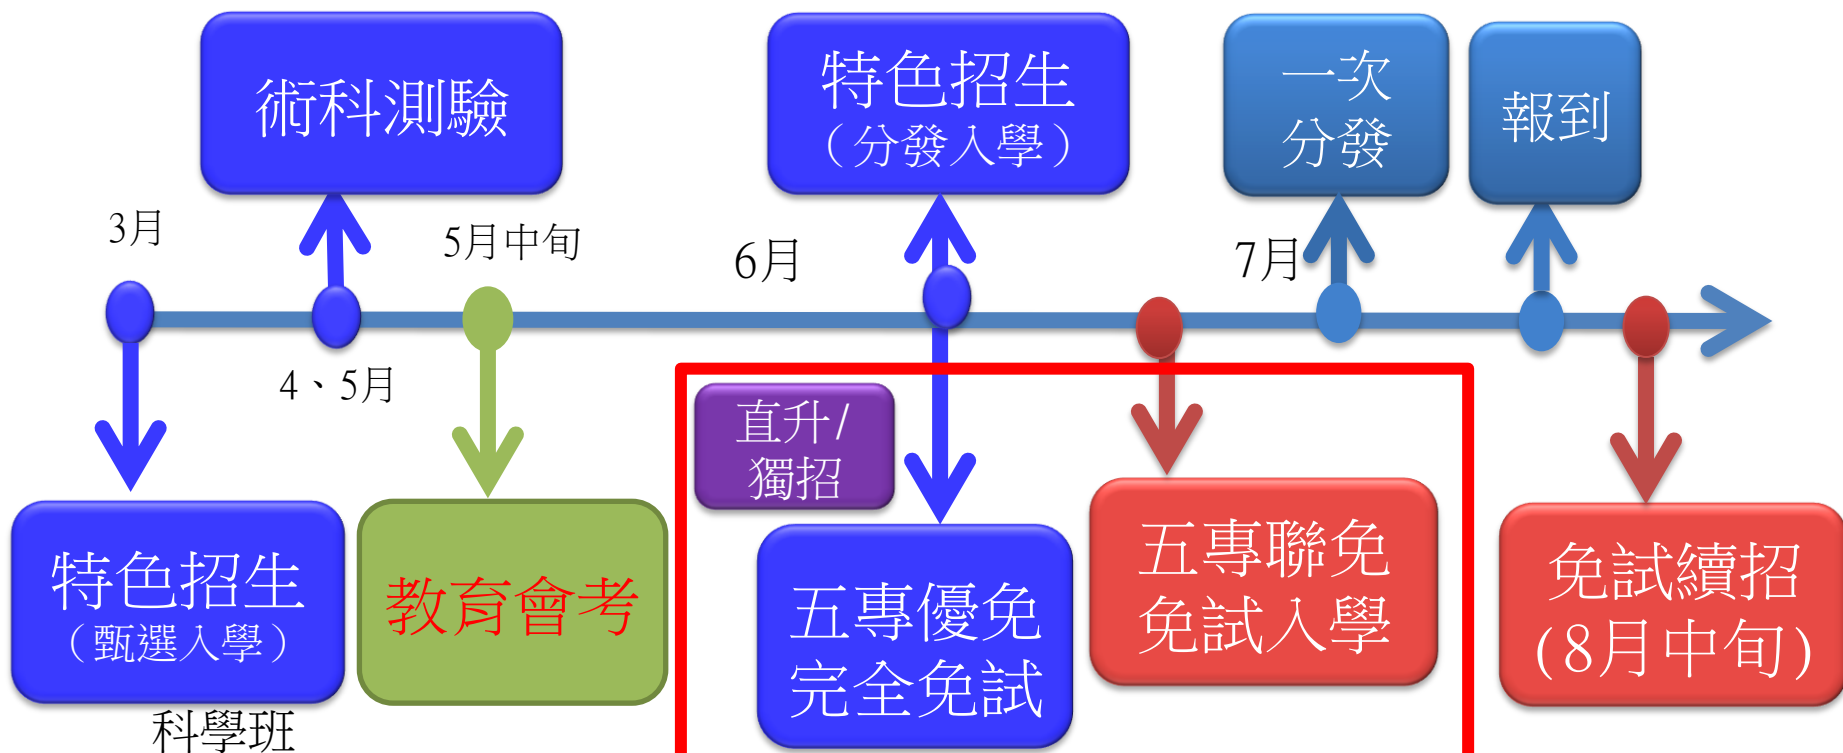 術科測驗
特色招生
（分發入學）
一次
分發
報到
3月
5月中旬
6月
7月
4、5月
直升/
獨招
特色招生
（甄選入學）
科學班
教育會考
五專優免
完全免試
五專聯免
免試入學
免試續招
(8月中旬)